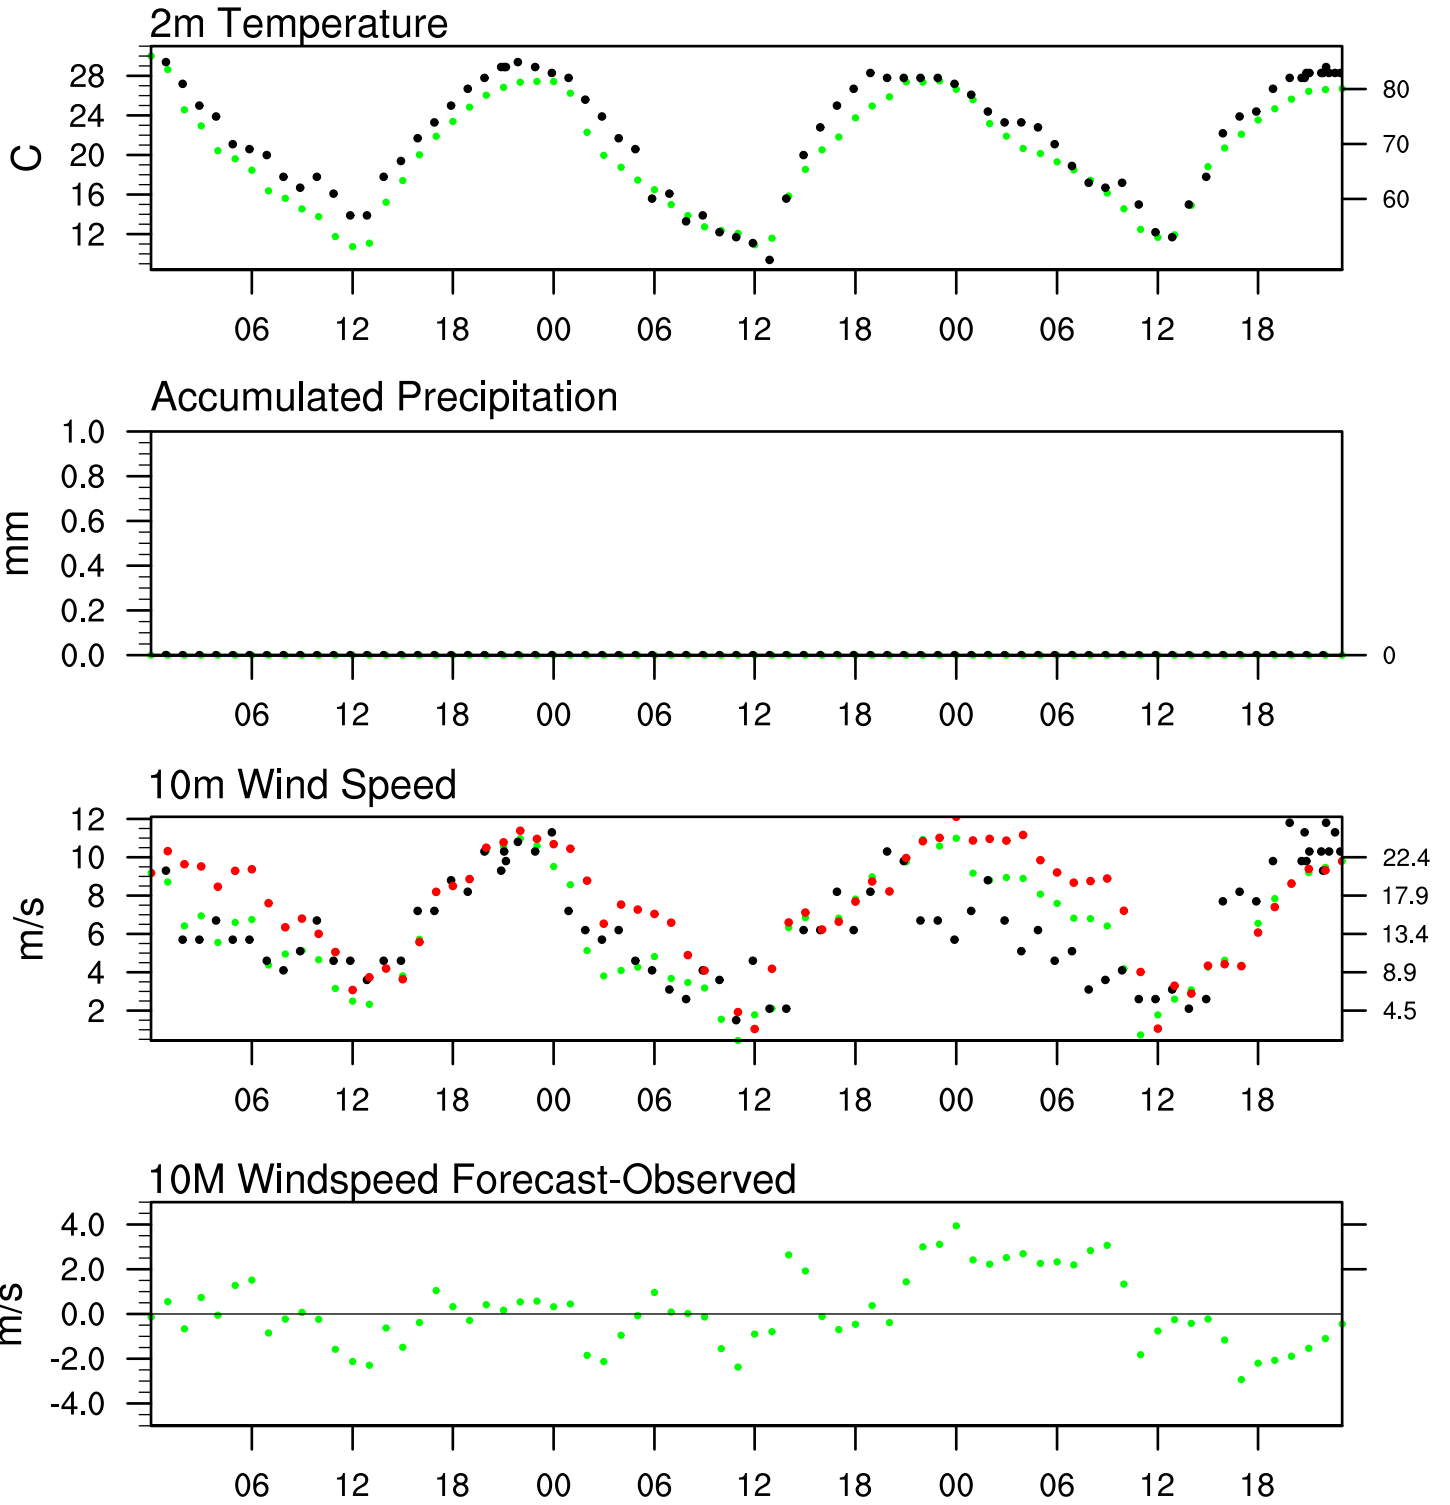 2m Temperature
C
28
24
20
16
12
80
70
60
06 12 18 00 06 12 18 00 06 12 18
Accumulated Precipitation
mm
1.0
0.8
0.6
0.4
0.2
0.0
0
06 12 18 00 06 12 18 00 06 12 18
10m Wind Speed
m/s
12
10
8
6
4
2
22.4
17.9
13.4
8.9
4.5
06 12 18 00 06 12 18 00 06 12 18
10M Windspeed Forecast-Observed
m/s
4.0
2.0
0.0
-2.0
-4.0
06 12 18 00 06 12 18 00 06 12 18